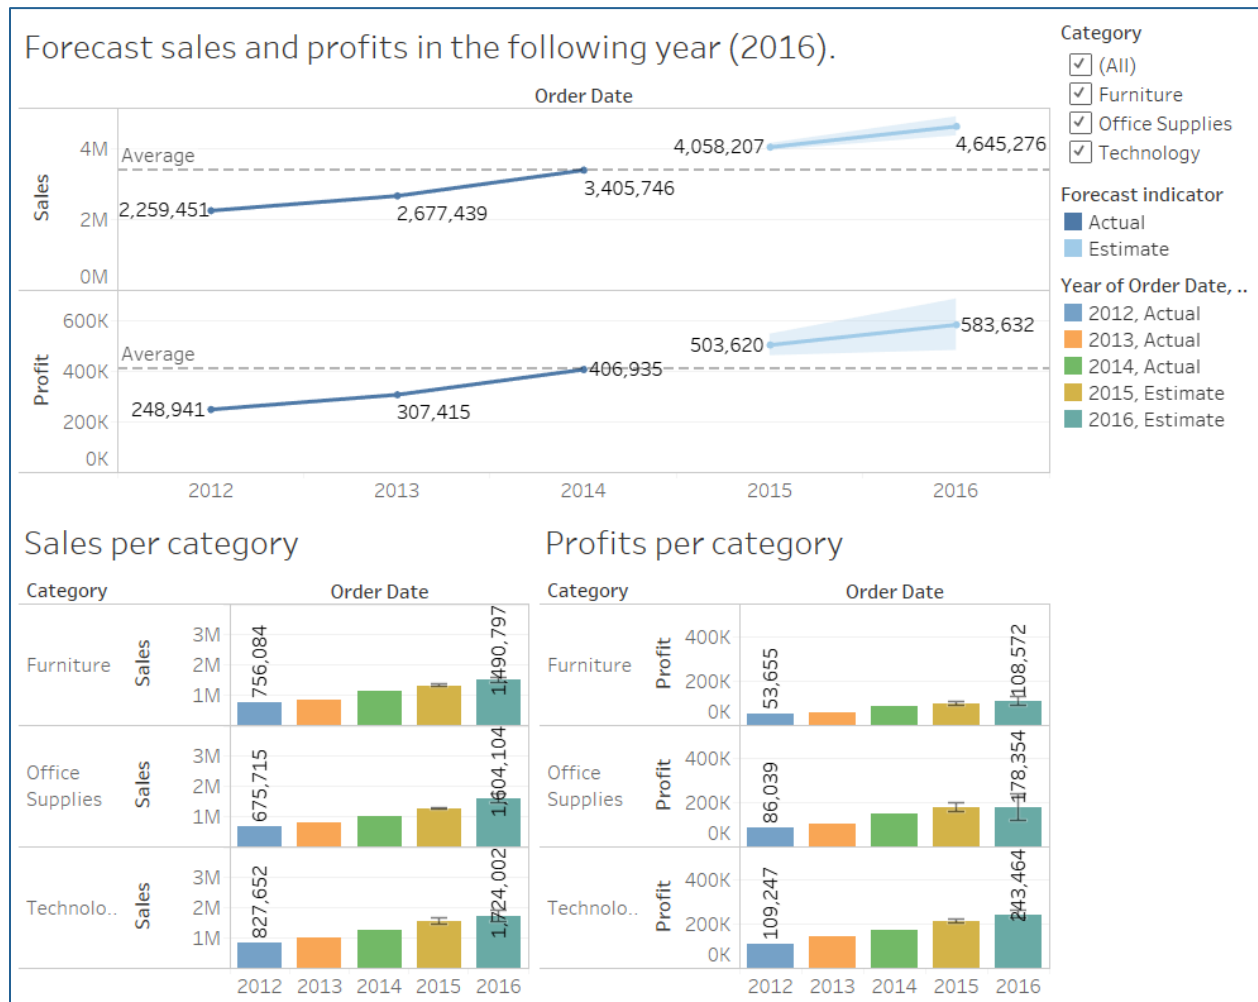 Forecast sales and profits in the following year (2016).
Order Date
Sales
4M
2M
0M
Average
2,259,451
2,677,439
3,405,746
4,058,207
4,645,276
Profit
600K
400K
200K
0K
Average
248,941
307,415
406,935
503,620
583,632
2012 2013 2014 2015 2016
Category
(All)
Furniture
Office Supplies
Technology
Forecast indicator
Actual
Estimate
Year of Order Date, ..
2012, Actual
2013, Actual
2014, Actual
2015, Estimate
2016, Estimate
Sales per category
Category Order Date
Furniture
Sales
3M
2M
1M
756,084
1,490,797
Office
Supplies
Sales
3M
2M
1M
675,715
1,604,104
Technolo..
Sales
3M
2M
1M
827,652
1,724,002
2012 2013 2014 2015 2016
Profits per category
Category Order Date
Furniture
Profit
400K
200K
0K
53,655
108,572
Office
Supplies
Profit
400K
200K
0K
86,039
178,354
Technolo..
Profit
400K
200K
0K
109,247
243,464
2012 2013 2014 2015 2016